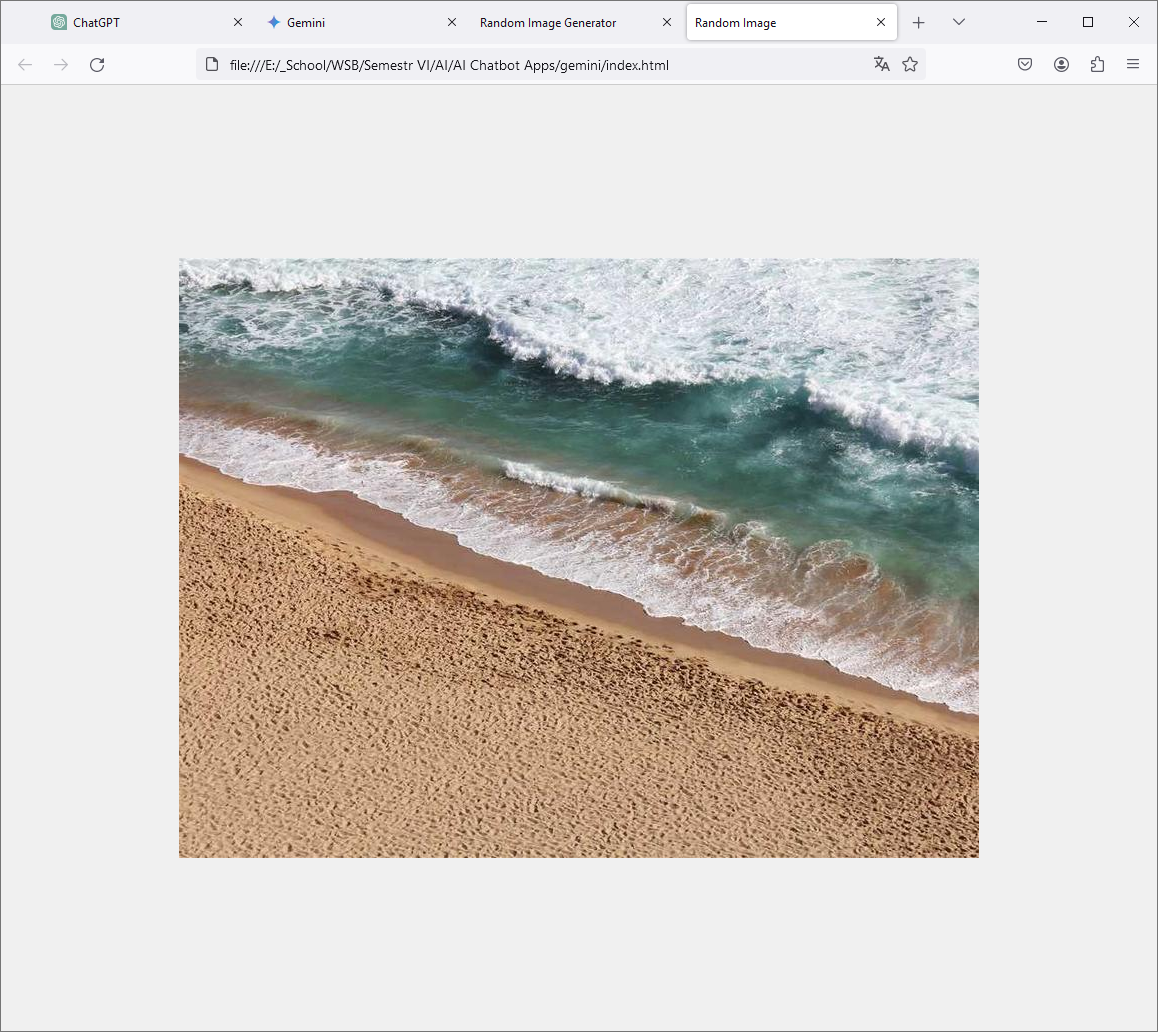 ChatGPT
Gemini
Random Image Generator
Random Image
file:///E:/_School/WSB/Semestr VI/AI/AI Chatbot Apps/gemini/index.html